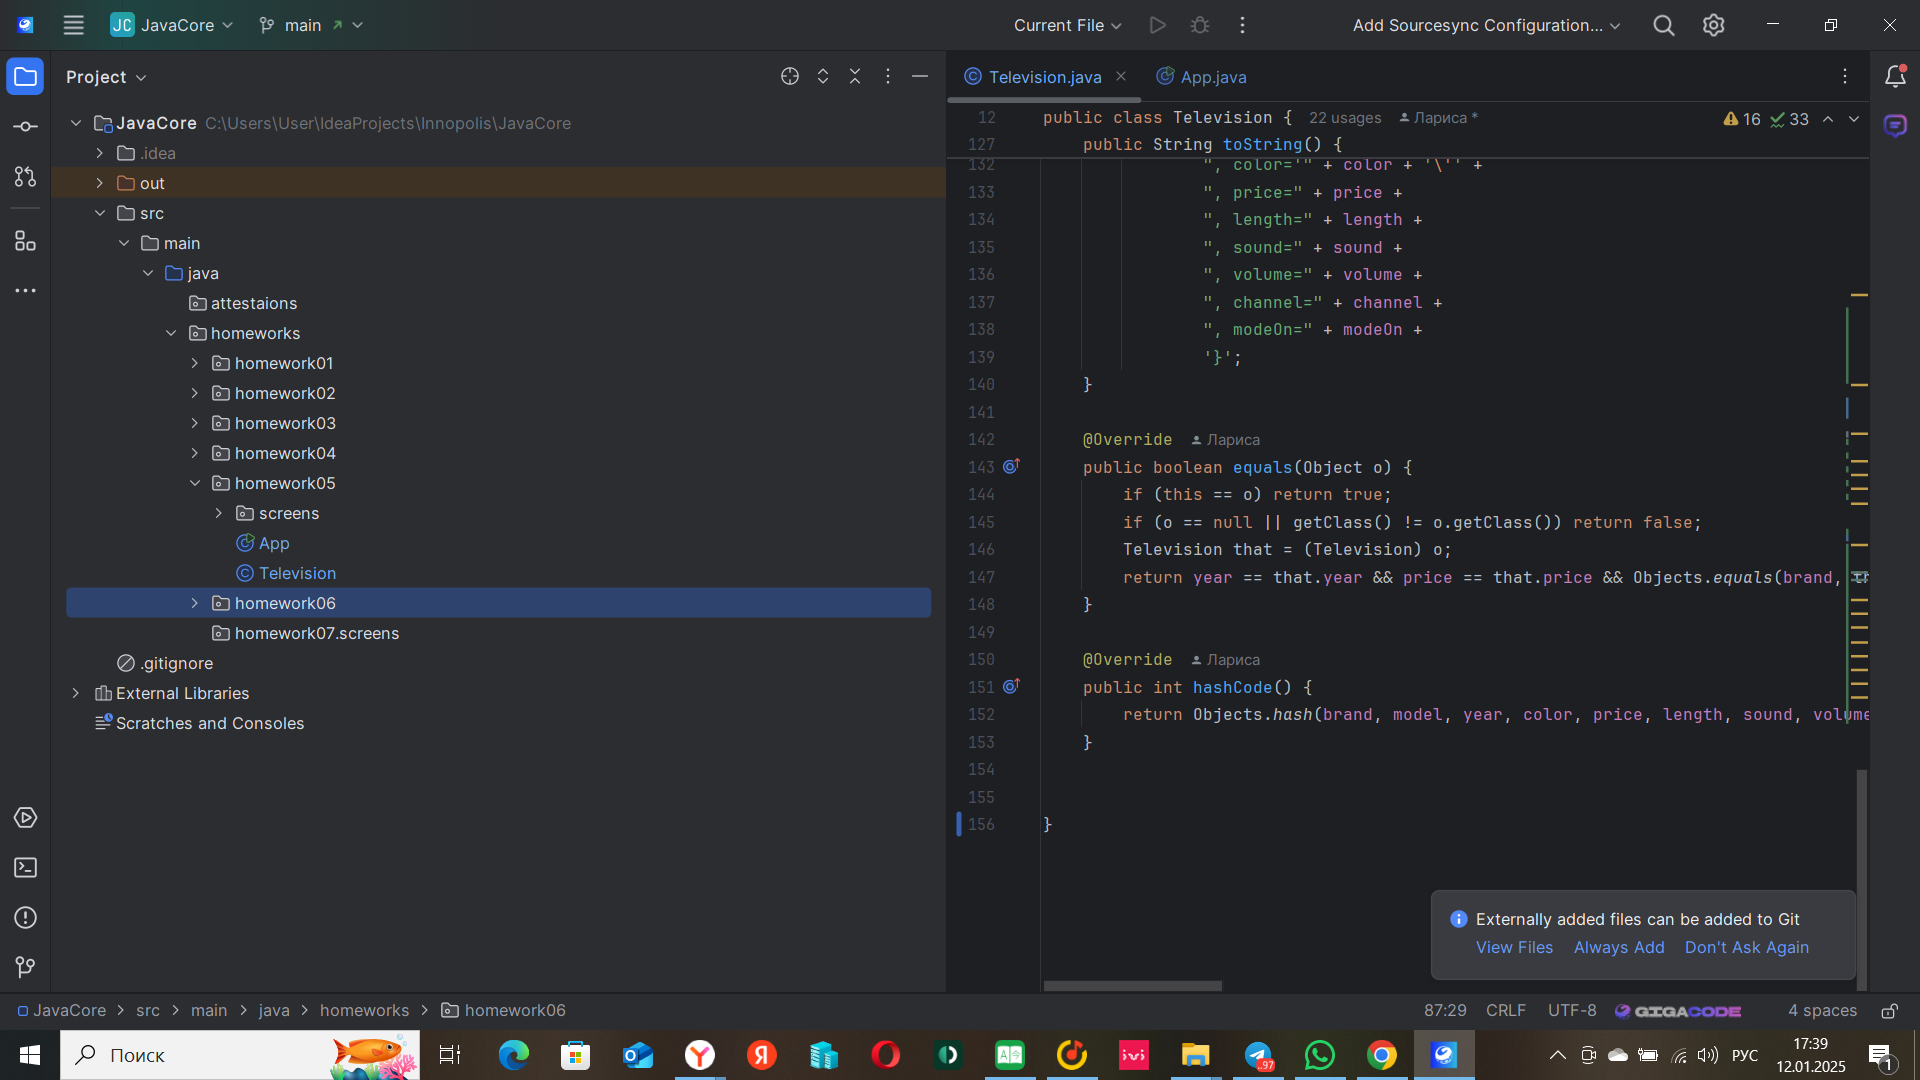 JC JavaCore main Current File Add Sourcesync Configuration...
Project
JavaCore C:\Users\User\IdeaProjects\Innopolis\JavaCore
.idea
out
src
main
java
attestaions
homeworks
homework01
homework02
homework03
homework04
homework05
screens
App
Television
homework06
homework07.screens
.gitignore
External Libraries
Scratches and Consoles
Television.java App.java
12 public class Television { 22 usages Лариса * 16 33
127 public String toString() {
132 ", color='" + color + '\'' +
133 ", price=" + price +
134 ", length=" + length +
135 ", sound=" + sound +
136 ", volume=" + volume +
137 ", channel=" + channel +
138 ", modeOn=" + modeOn +
139 '}';
140 }
141
142 @Override Лариса
143 public boolean equals(Object o) {
144 if (this == o) return true;
145 if (o == null || getClass() != o.getClass()) return false;
146 Television that = (Television) o;
147 return year == that.year && price == that.price && Objects.equals(brand,
148 }
149
150 @Override Лариса
151 public int hashCode() {
152 return Objects.hash(brand, model, year, color, price, length, sound, volume
153 }
154
155
156 }
Externally added files can be added to Git
View Files Always Add Don't Ask Again
JavaCore > src > main > java > homeworks > homework06 87:29 CRLF UTF-8 GIGACODE 4 spaces
Поиск
97
РУС
17:39
12.01.2025
1